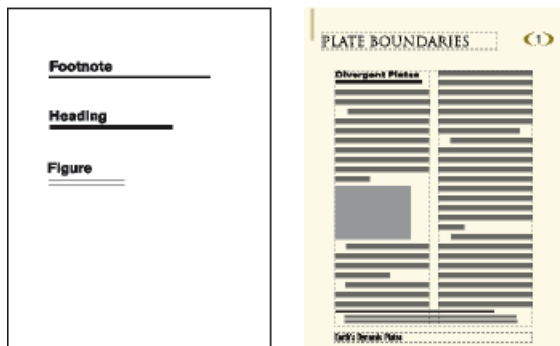 Footnote
Heading
Figure
PLATE BOUNDARIES
1
Divergent Plates
Earth's Dynamic Plates